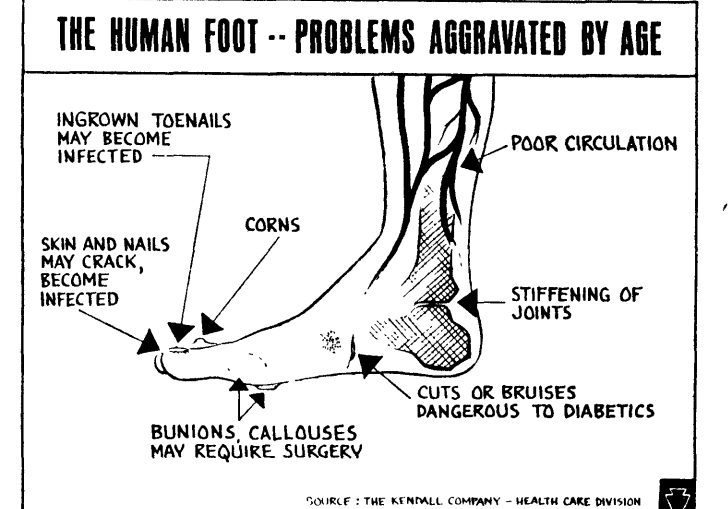 THE HUMAN FOOT -- PROBLEMS AGGRAVATED BY AGE
INGROWN TOENAILS
MAY BECOME
INFECTED
POOR CIRCULATION
CORNS
SKIN AND NAILS
MAY CRACK,
BECOME
INFECTED
STIFFENING OF
JOINTS
CUTS OR BRUISES
DANGEROUS TO DIABETICS
BUNIONS, CALLOUSES
MAY REQUIRE SURGERY
SOURCE : THE KENDALL COMPANY - HEALTH CARE DIVISION